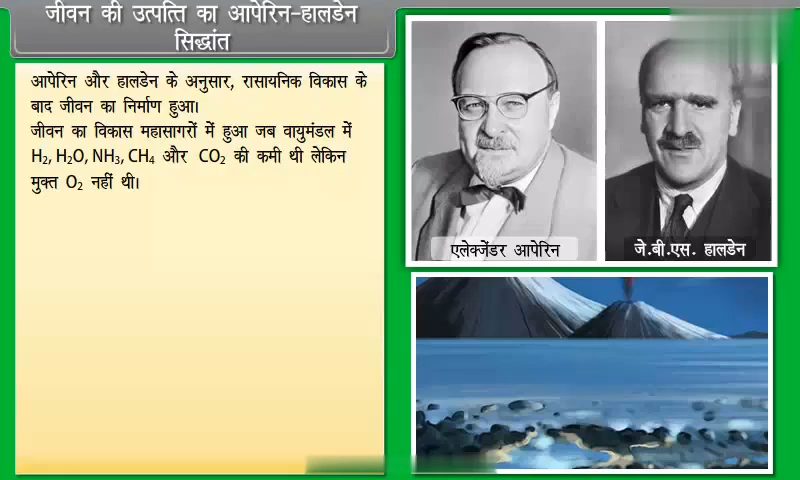 जीवन की उत्पत्ति का आपेरिन-हालडेन
सिद्धांत
आपेरिन और हालडेन के अनुसार, रासायनिक विकास के
बाद जीवन का निर्माण हुआ।
जीवन का विकास महासागरों में हुआ जब वायुमंडल में
H₂, H₂O, NH₃, CH₄ और CO₂ की कमी थी लेकिन
मुक्त O₂ नहीं थी।
एलेक्जेंडर आपेरिन
जे.बी.एस. हालडेन